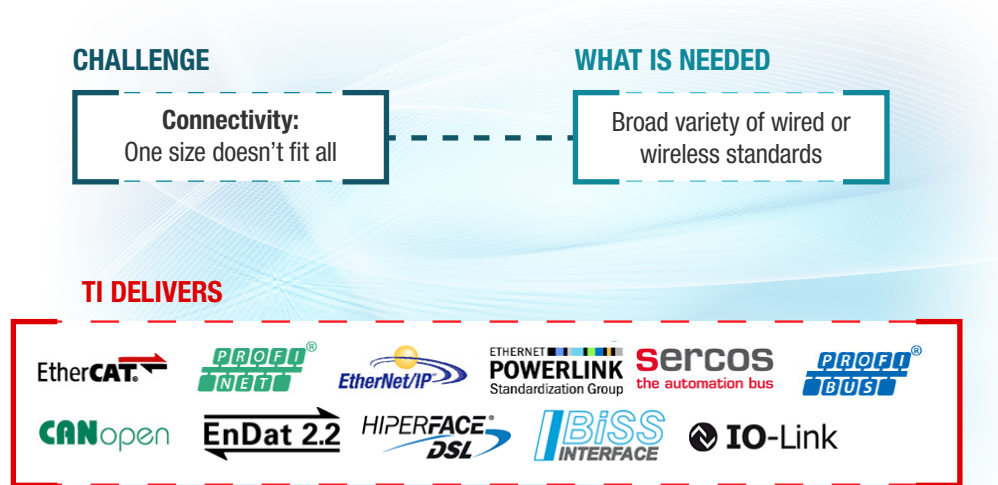 CHALLENGE
WHAT IS NEEDED
Connectivity:
One size doesn't fit all
Broad variety of wired or
wireless standards
TI DELIVERS
EtherCAT.
PROFI®
NET
EtherNet/IP™
ETHERNET
POWERLINK
Standardization Group
sercos
the automation bus
PROFI®
BUS
CANopen
EnDat 2.2
HIPERFACE®
DSL
BiSS
INTERFACE
IO-Link